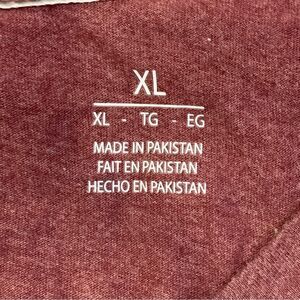 XL
XL - TG - EG
MADE IN PAKISTAN
FAIT EN PAKISTAN
HECHO EN PAKISTAN